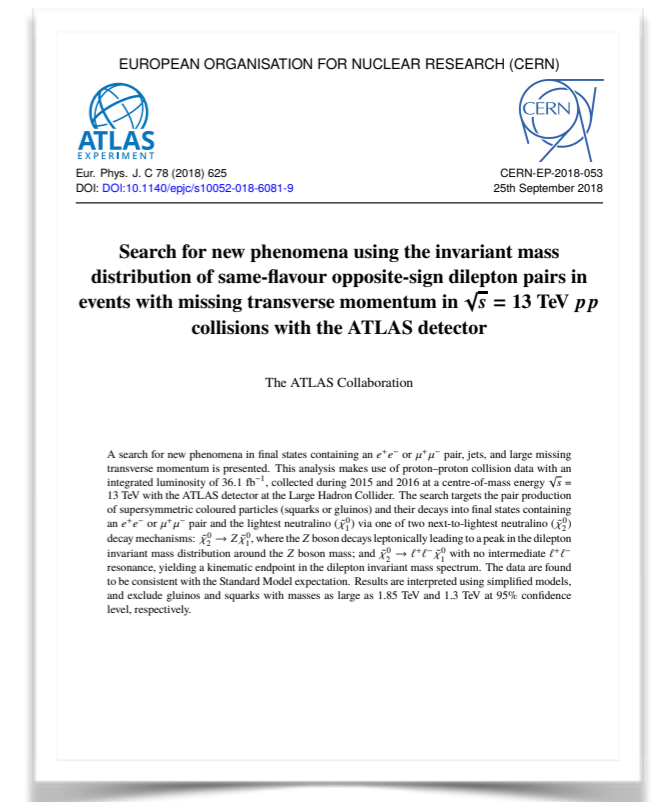 EUROPEAN ORGANISATION FOR NUCLEAR RESEARCH (CERN)
ATLAS
EXPERIMENT
CERN
Eur. Phys. J. C 78 (2018) 625
DOI: DOI:10.1140/epjc/s10052-018-6081-9
CERN-EP-2018-053
25th September 2018
Search for new phenomena using the invariant mass
distribution of same-flavour opposite-sign dilepton pairs in
events with missing transverse momentum in √s = 13 TeV pp
collisions with the ATLAS detector
The ATLAS Collaboration
A search for new phenomena in final states containing an e⁺e⁻ or μ⁺μ⁻ pair, jets, and large missing
transverse momentum is presented. This analysis makes use of proton–proton collision data with an
integrated luminosity of 36.1 fb⁻¹, collected during 2015 and 2016 at a centre-of-mass energy √s =
13 TeV with the ATLAS detector at the Large Hadron Collider. The search targets the pair production
of supersymmetric coloured particles (squarks or gluinos) and their decays into final states containing
an e⁺e⁻ or μ⁺μ⁻ pair and the lightest neutralino (χ̃₁⁰) via one of two next-to-lightest neutralino (χ̃₂⁰)
decay mechanisms: χ̃₂⁰ → Zχ̃₁⁰, where the Z boson decays leptonically leading to a peak in the dilepton
invariant mass distribution around the Z boson mass; and χ̃₂⁰ → ℓ⁺ℓ⁻χ̃₁⁰ with no intermediate ℓ⁺ℓ⁻
resonance, yielding a kinematic endpoint in the dilepton invariant mass spectrum. The data are found
to be consistent with the Standard Model expectation. Results are interpreted using simplified models,
and exclude gluinos and squarks with masses as large as 1.85 TeV and 1.3 TeV at 95% confidence
level, respectively.